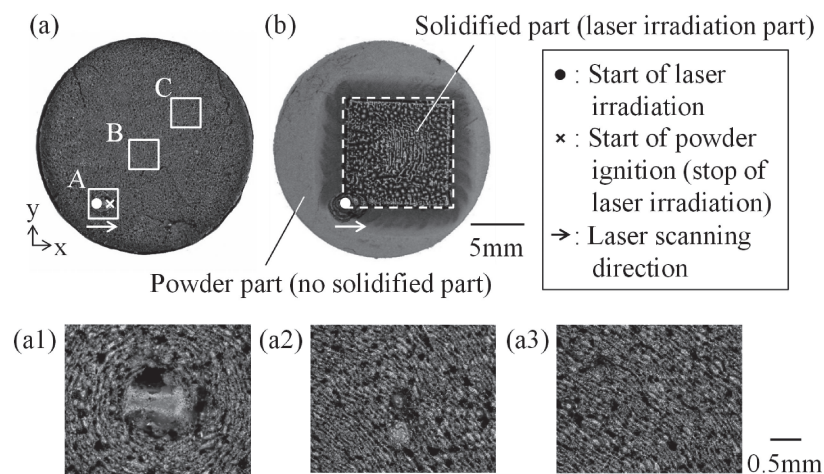 (a)
(b)
Solidified part (laser irradiation part)
C
B
A
y
x
5mm
Powder part (no solidified part)
● : Start of laser
irradiation
× : Start of powder
ignition (stop of
laser irradiation)
→ : Laser scanning
direction
(a1)
(a2)
(a3)
0.5mm